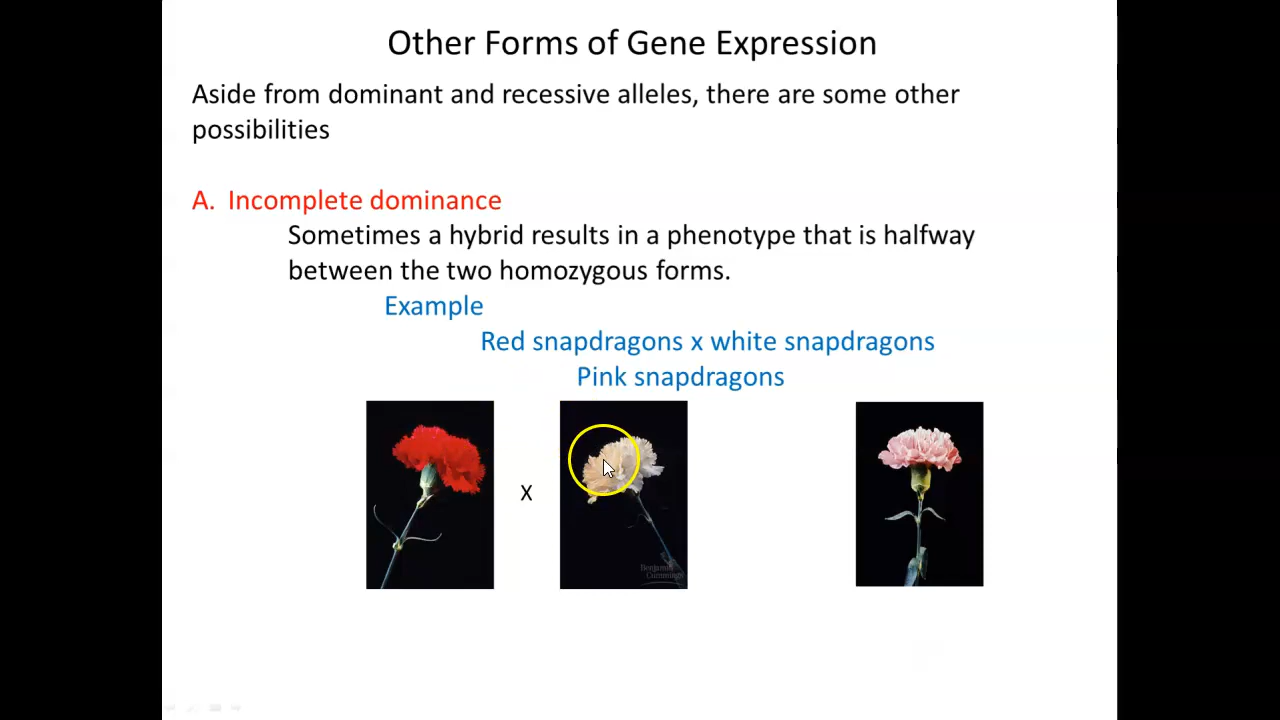 Other Forms of Gene Expression
Aside from dominant and recessive alleles, there are some other
possibilities
A. Incomplete dominance
Sometimes a hybrid results in a phenotype that is halfway
between the two homozygous forms.
Example
Red snapdragons x white snapdragons
Pink snapdragons
X
Benjamin
Cummings